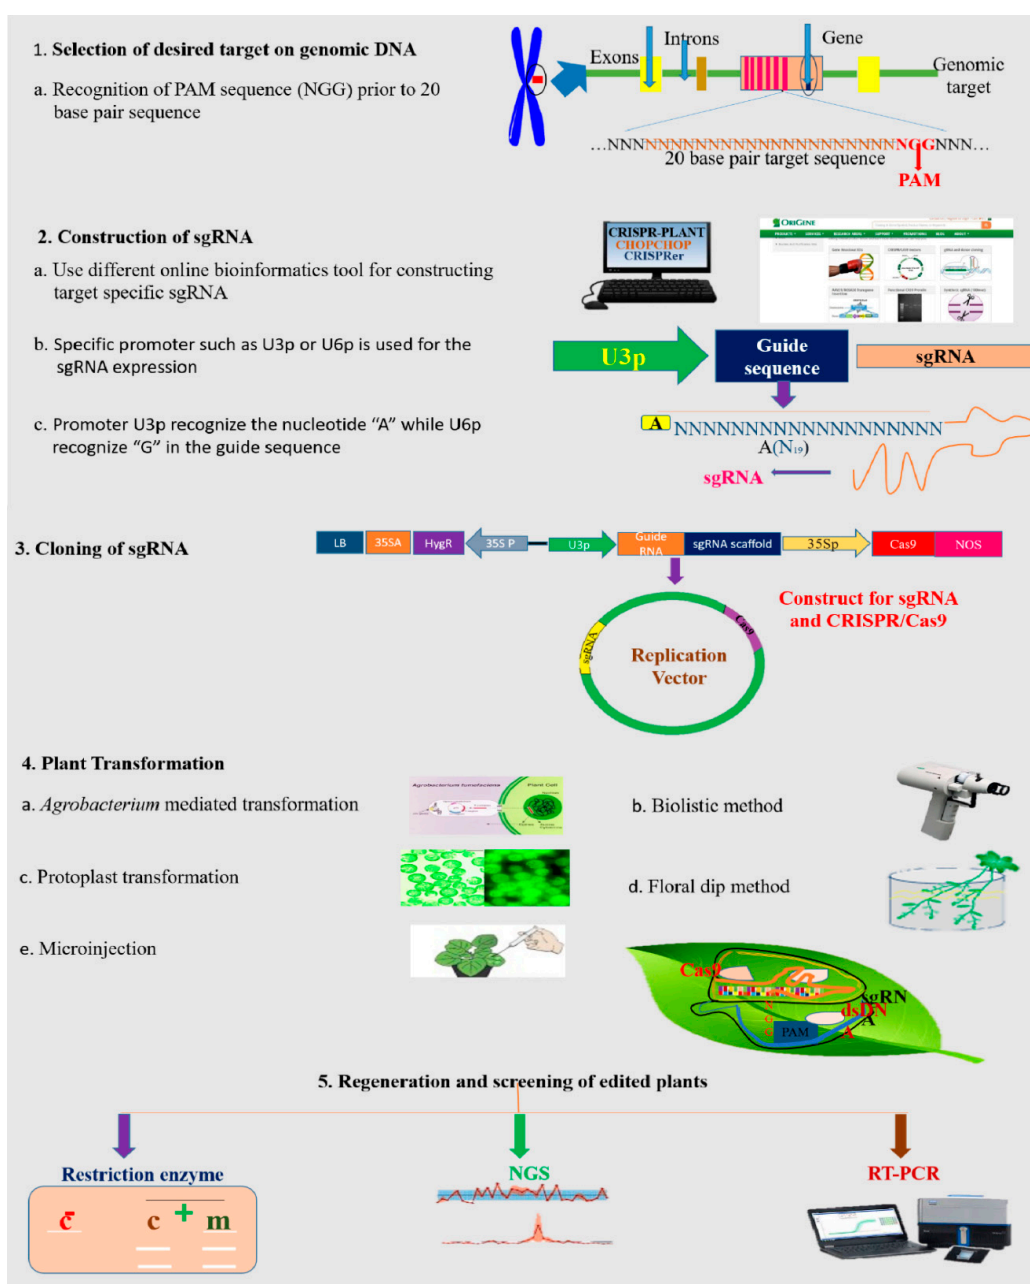 1. Selection of desired target on genomic DNA
a. Recognition of PAM sequence (NGG) prior to 20
base pair sequence
Exons
Introns
Gene
Genomic
target
...NNNNNNNNNNNNNNNNNNNNNNNNGGNNN...
20 base pair target sequence
PAM
2. Construction of sgRNA
a. Use different online bioinformatics tool for constructing
target specific sgRNA
CRISPR-PLANT
CHOPCHOP
CRISPRer
ORIGENE
b. Specific promoter such as U3p or U6p is used for the
sgRNA expression
U3p
Guide
sequence
sgRNA
c. Promoter U3p recognize the nucleotide “A” while U6p
recognize “G” in the guide sequence
A
NNNNNNNNNNNNNNNNNNN
A(N₁₉)
sgRNA
3. Cloning of sgRNA
LB
35SA
HygR
35S P
U3p
Guide
RNA
sgRNA scaffold
35Sp
Cas9
NOS
Construct for sgRNA
and CRISPR/Cas9
sgRNA
Cas9
Replication
Vector
4. Plant Transformation
a. Agrobacterium mediated transformation
Agrobacterium tumefaciens
Plant Cell
b. Biolistic method
c. Protoplast transformation
d. Floral dip method
e. Microinjection
Cas9
sgRN
A
dsDN
A
PAM
5. Regeneration and screening of edited plants
Restriction enzyme
NGS
RT-PCR
c-
c + m